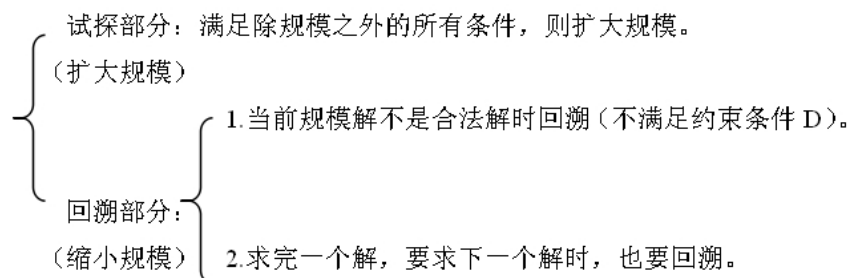 试探部分：满足除规模之外的所有条件，则扩大规模。
（扩大规模）
1.当前规模解不是合法解时回溯（不满足约束条件 D）。
回溯部分：
（缩小规模）
2.求完一个解，要求下一个解时，也要回溯。